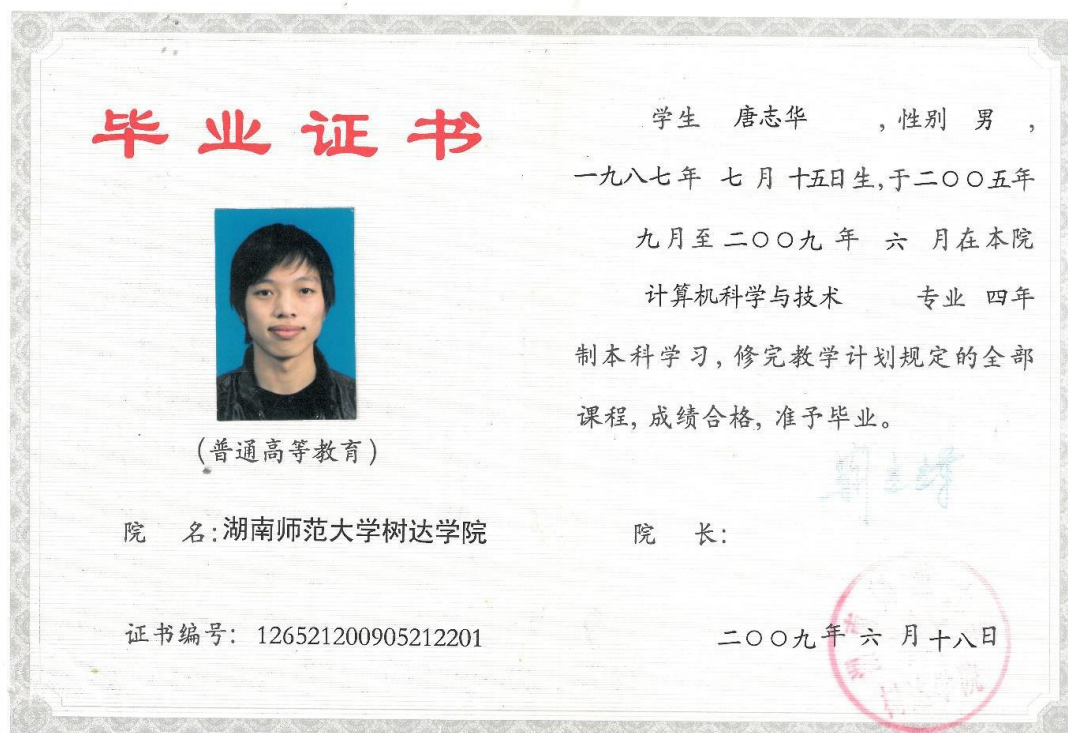 毕业证书
(普通高等教育)
院 名:湖南师范大学树达学院
证书编号: 126521200905212201
学生 唐志华 ,性别 男 ,
一九八七年 七 月 十五日生,于二〇〇五年
九月至 二〇〇九 年 六 月在本院
计算机科学与技术 专业 四年
制本科学习,修完教学计划规定的全部
课程,成绩合格,准予毕业。
院 长:
二〇〇九年 六 月十八日
树达学院